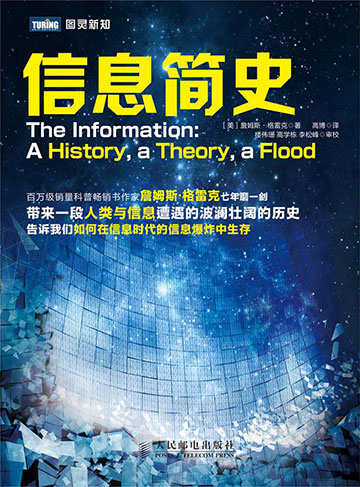 TURING 图灵新知
信息简史
[美] 詹姆斯·格雷克 著 高博 译
楼伟珊 高学栋 李松峰 审校
The Information:
A History, a Theory, a Flood
百万级销量科普畅销书作家詹姆斯·格雷克七年磨一剑
带来一段人类与信息遭遇的波澜壮阔的历史
告诉我们如何在信息时代的信息爆炸中生存
人民邮电出版社
POSTS & TELECOM PRESS